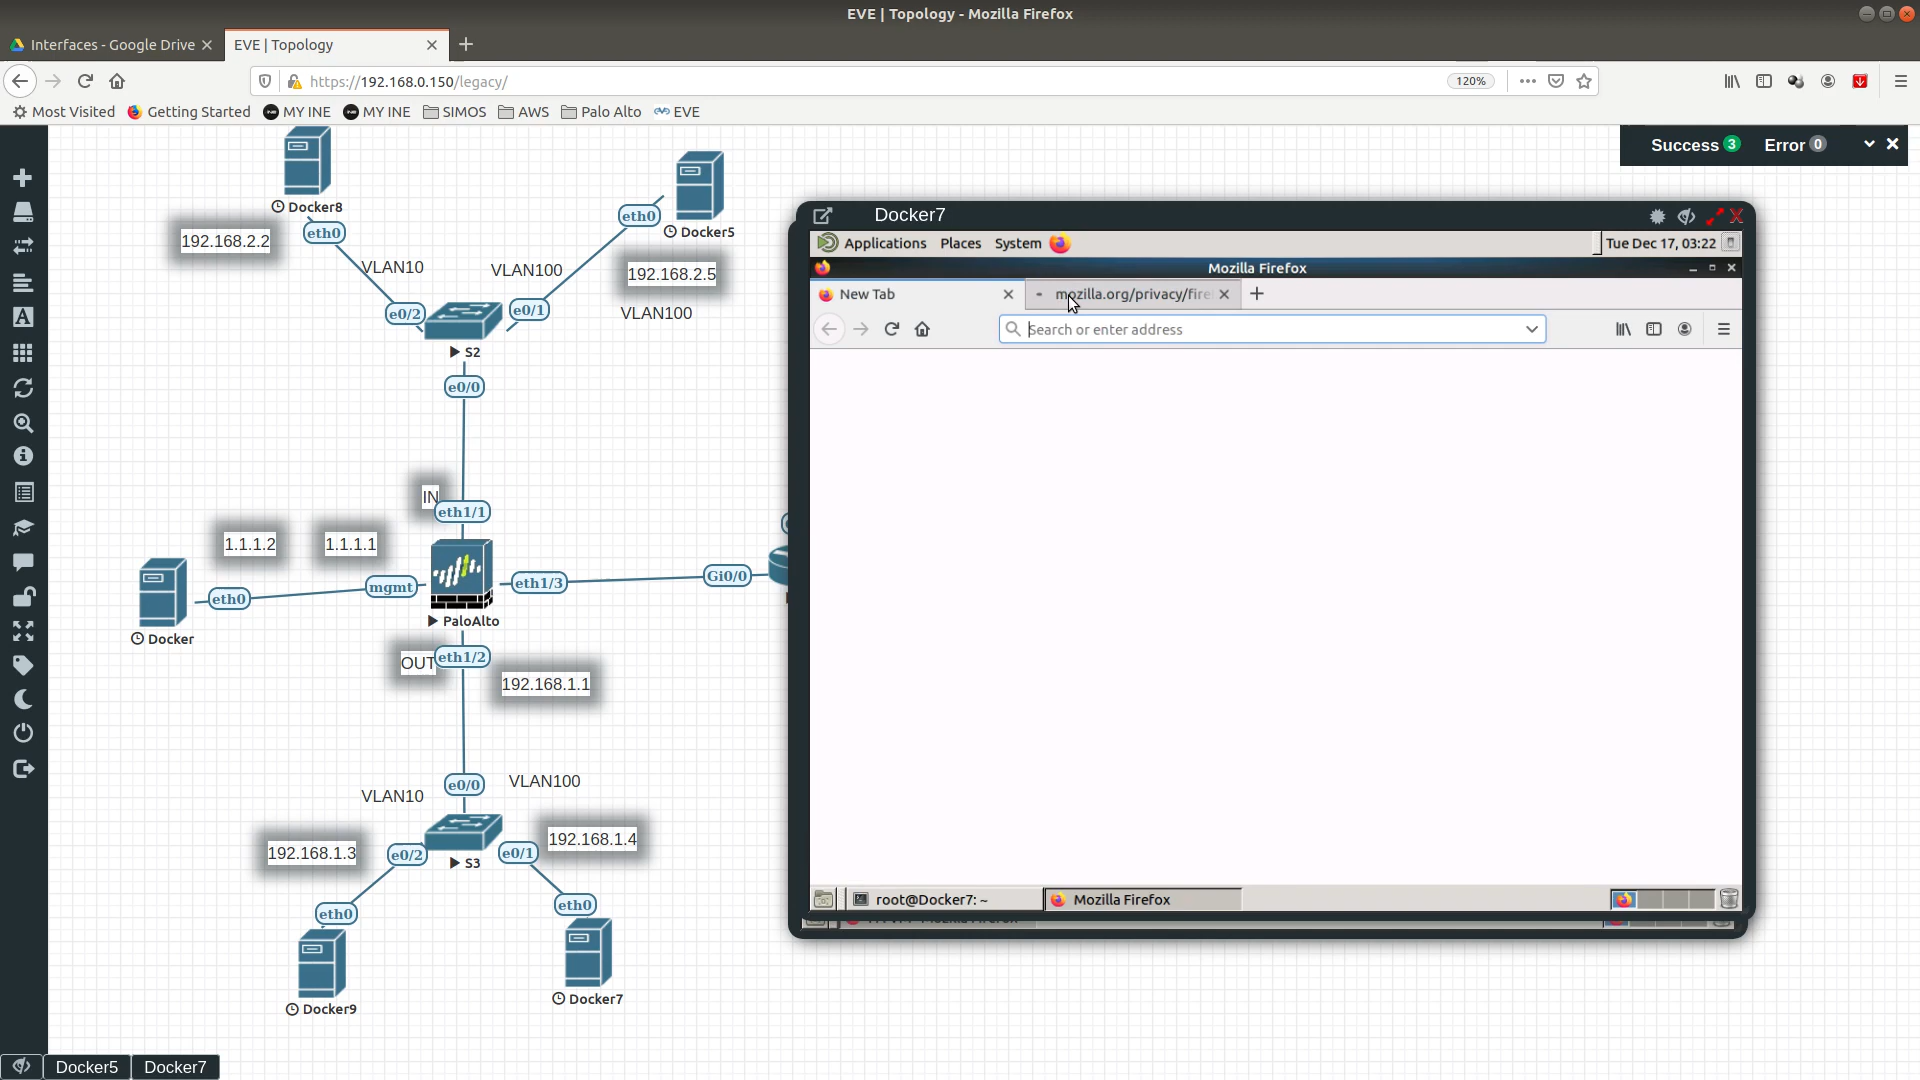 EVE | Topology - Mozilla Firefox
Interfaces - Google Drive
EVE | Topology
https://192.168.0.150/legacy/
120%
Most Visited
Getting Started
MY INE
MY INE
SIMOS
AWS
Palo Alto
EVE
Success 3 Error 0
Docker8
eth0
192.168.2.2
VLAN10
VLAN100
eth0
Docker5
192.168.2.5
VLAN100
e0/2
e0/1
S2
e0/0
IN
eth1/1
1.1.1.2
1.1.1.1
eth0
mgmt
eth1/3
Gi0/0
Docker
PaloAlto
OUT
eth1/2
192.168.1.1
e0/0
VLAN10
VLAN100
192.168.1.3
192.168.1.4
e0/2
e0/1
S3
eth0
eth0
Docker9
Docker7
Docker7
Applications Places System
Tue Dec 17, 03:22
Mozilla Firefox
New Tab
mozilla.org/privacy/fire
Search or enter address
root@Docker7: ~
Mozilla Firefox
Docker5
Docker7